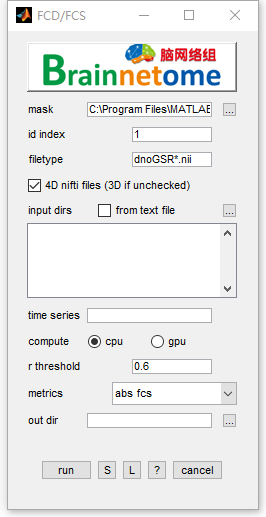 FCD/FCS
脑网络组
Brainnetome
mask C:\Program Files\MATLAB ...
id index 1
filetype dnoGSR*.nii
4D nifti files (3D if unchecked)
input dirs from text file ...
time series
compute cpu gpu
r threshold 0.6
metrics abs fcs
out dir ...
run S L ? cancel